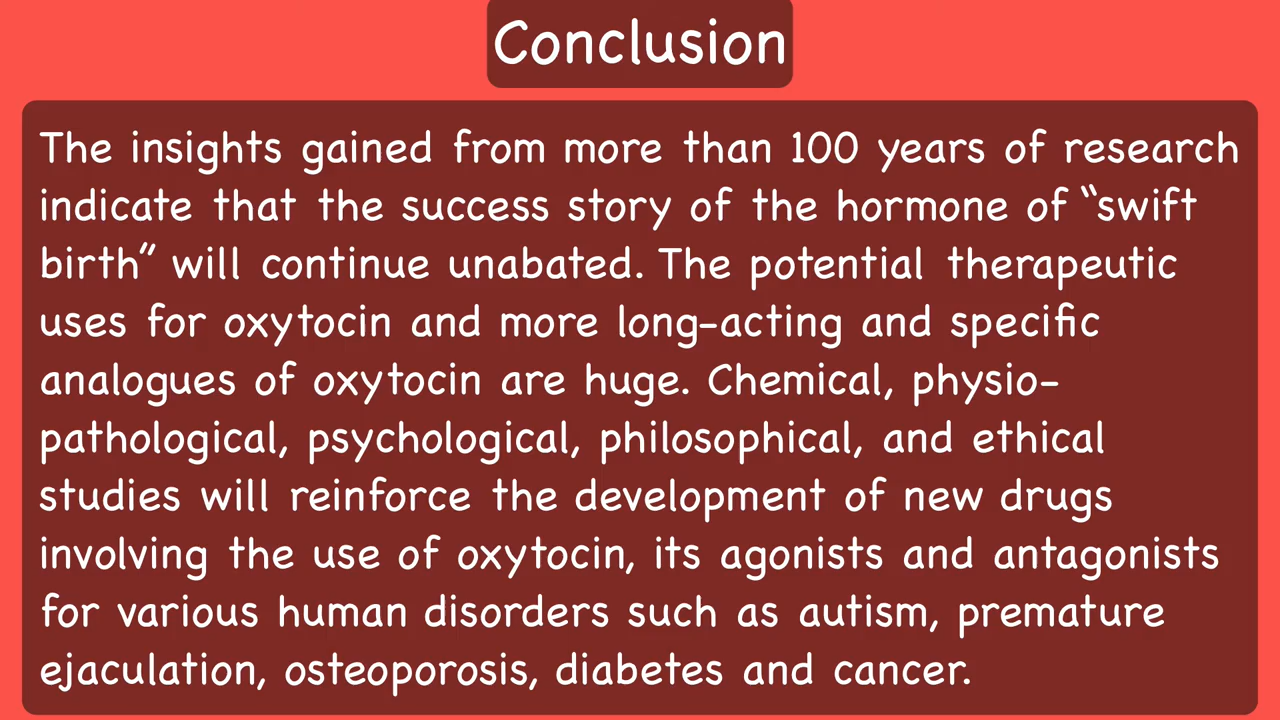 Conclusion
The insights gained from more than 100 years of research
indicate that the success story of the hormone of “swift
birth” will continue unabated. The potential therapeutic
uses for oxytocin and more long-acting and specific
analogues of oxytocin are huge. Chemical, physio-
pathological, psychological, philosophical, and ethical
studies will reinforce the development of new drugs
involving the use of oxytocin, its agonists and antagonists
for various human disorders such as autism, premature
ejaculation, osteoporosis, diabetes and cancer.